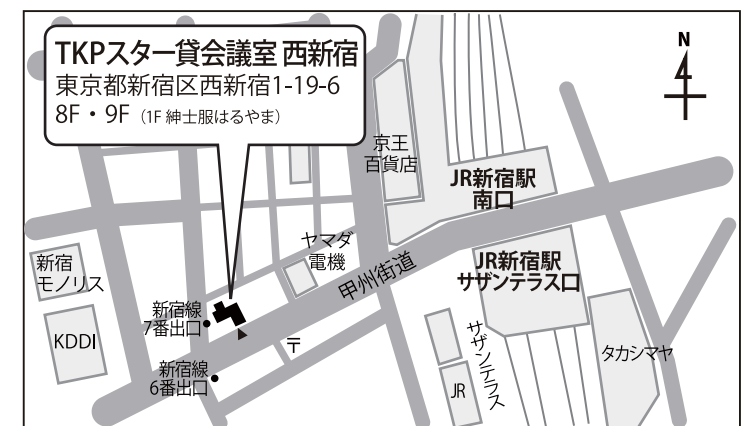 TKPスター貸会議室 西新宿
東京都新宿区西新宿1-19-6
8F・9F（1F 紳士服はるやま）
N
京王
百貨店
JR新宿駅
南口
ヤマダ
電機
甲州街道
JR新宿駅
サザンテラス口
新宿
モノリス
KDDI
新宿線
7番出口
新宿線
6番出口
〒
サザンテラス
JR
タカシマヤ